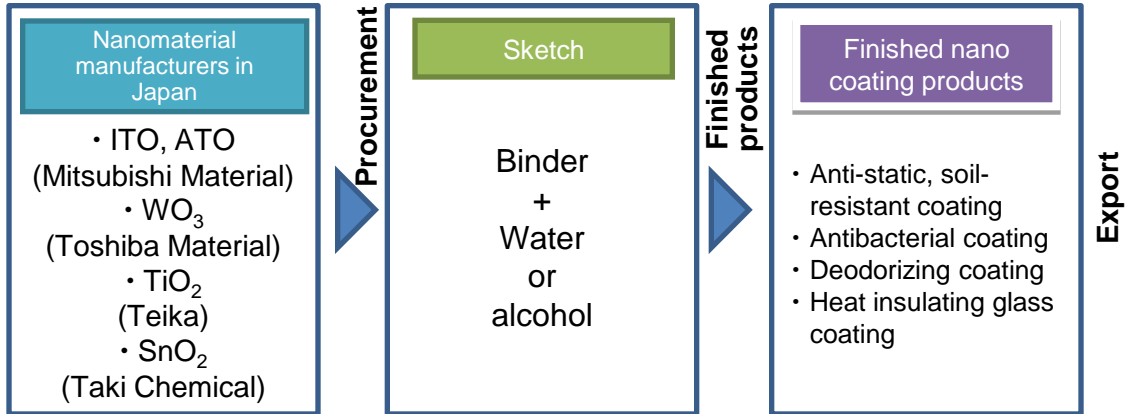 Nanomaterial
manufacturers in
Japan
・ITO, ATO
(Mitsubishi Material)
・WO₃
(Toshiba Material)
・TiO₂
(Teika)
・SnO₂
(Taki Chemical)
Procurement
Sketch
Binder
+
Water
or
alcohol
Finished
products
Finished nano
coating products
・Anti-static, soil-
resistant coating
・Antibacterial coating
・Deodorizing coating
・Heat insulating glass
coating
Export